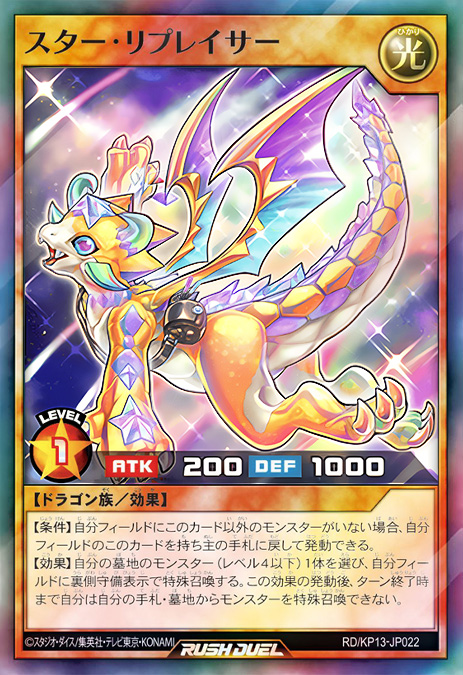 スター・リプレイサー
ひかり
光
LEVEL
1
ATK 200 DEF 1000
【ドラゴン族／効果】
【条件】自分フィールドにこのカード以外のモンスターがいない場合、自分
フィールドのこのカードを持ち主の手札に戻して発動できる。
【効果】自分の墓地のモンスター（レベル４以下）1体を選び、自分フィー
ルドに裏側守備表示で特殊召喚する。この効果の発動後、ターン終了時
まで自分は自分の手札・墓地からモンスターを特殊召喚できない。
©スタジオ・ダイス/集英社・テレビ東京・KONAMI
RUSH DUEL
RD/KP13-JP022